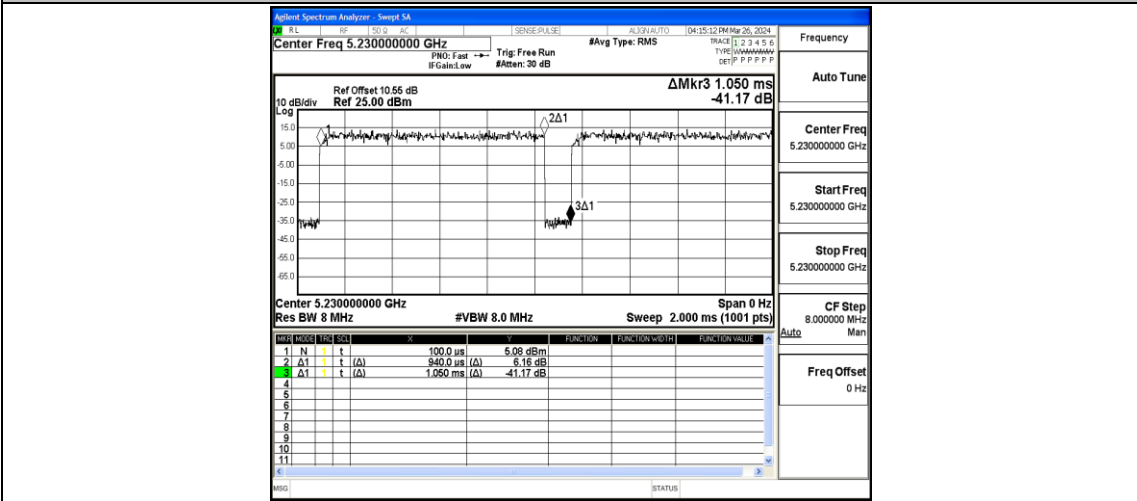 Agilent Spectrum Analyzer - Swept SA
RL RF 50 Ω AC SENSE:PULSE ALIGN AUTO 04:15:12 PM Mar 26, 2024
Center Freq 5.230000000 GHz #Avg Type: RMS TRACE 1 2 3 4 5 6
PNO: Fast Trig: Free Run TYPE
IFGain:Low #Atten: 30 dB DET P P P P P P
ΔMkr3 1.050 ms
-41.17 dB
Ref Offset 10.55 dB
10 dB/div Ref 25.00 dBm
Log
15.0
5.00
-5.00
-15.0
-25.0
-35.0
-45.0
-55.0
-65.0
1
2Δ1
3Δ1
Center 5.230000000 GHz Span 0 Hz
Res BW 8 MHz #VBW 8.0 MHz Sweep 2.000 ms (1001 pts)
MKR MODE TRC SCL X Y FUNCTION FUNCTION WIDTH FUNCTION VALUE
1 N 1 t 100.0 µs 5.08 dBm
2 Δ1 1 t (Δ) 940.0 µs (Δ) 6.16 dB
3 Δ1 1 t (Δ) 1.050 ms (Δ) -41.17 dB
4
5
6
7
8
9
10
11
MSG STATUS
Frequency
Auto Tune
Center Freq
5.230000000 GHz
Start Freq
5.230000000 GHz
Stop Freq
5.230000000 GHz
CF Step
8.000000 MHz
Auto Man
Freq Offset
0 Hz